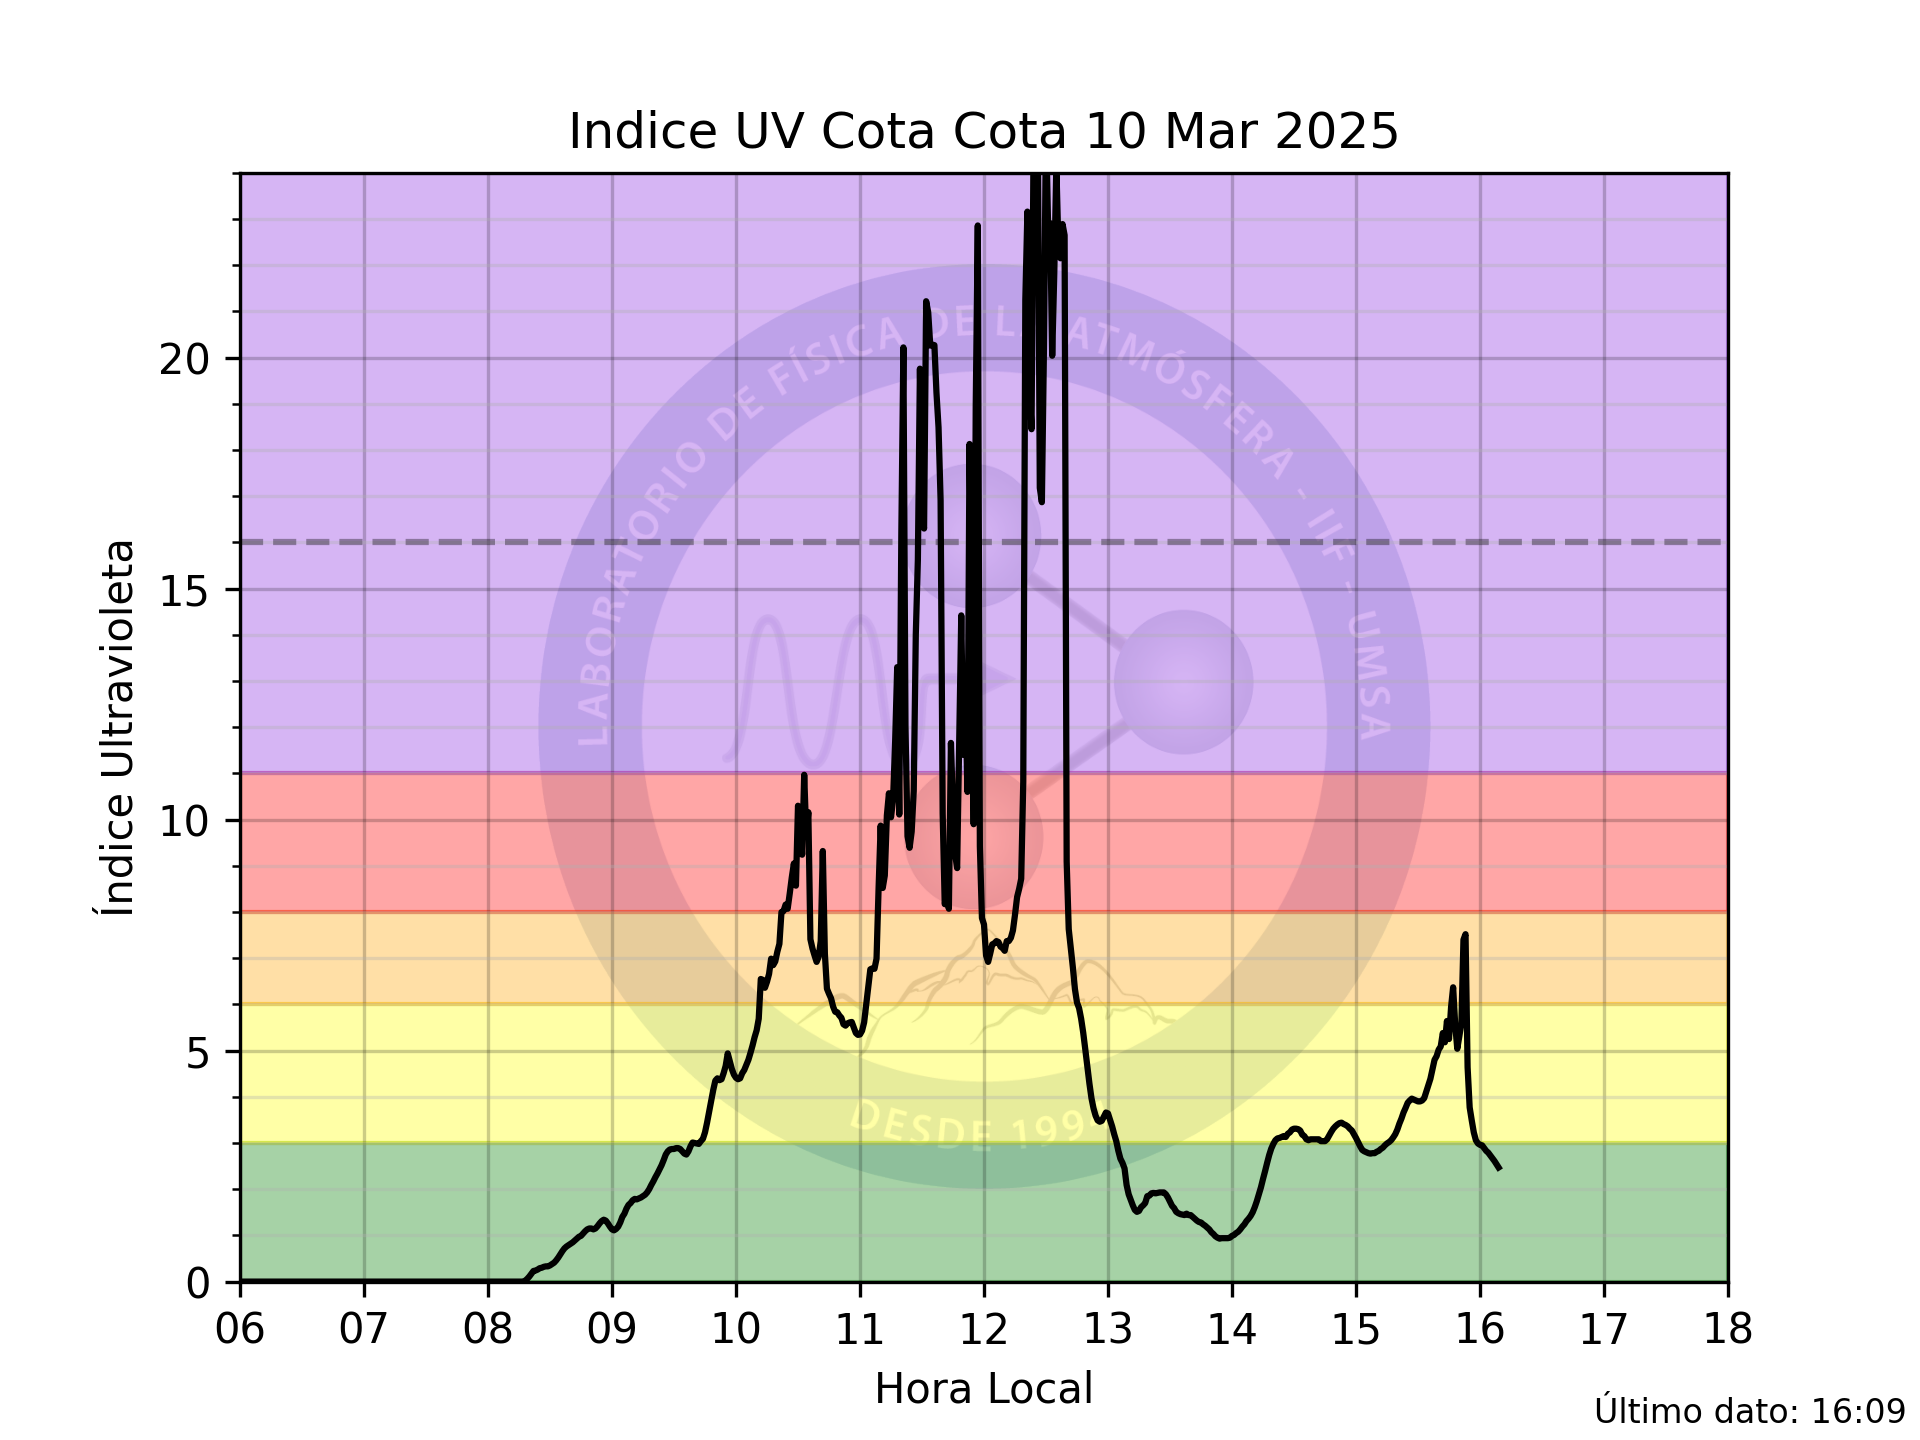 Indice UV Cota Cota 10 Mar 2025
20
15
10
5
0
Índice Ultravioleta
LABORATORIO DE FÍSICA DE LA ATMÓSFERA - IIF - UMSA
DESDE 199
06 07 08 09 10 11 12 13 14 15 16 17 18
Hora Local
Último dato: 16:09